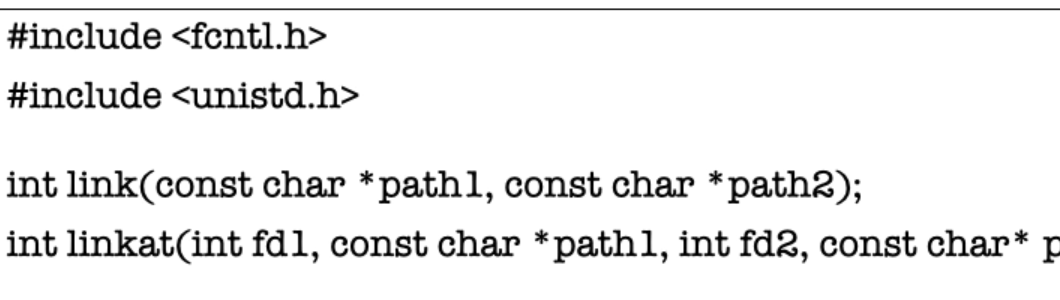 #include <fcntl.h>
#include <unistd.h>
int link(const char *path1, const char *path2);
int linkat(int fd1, const char *path1, int fd2, const char* p